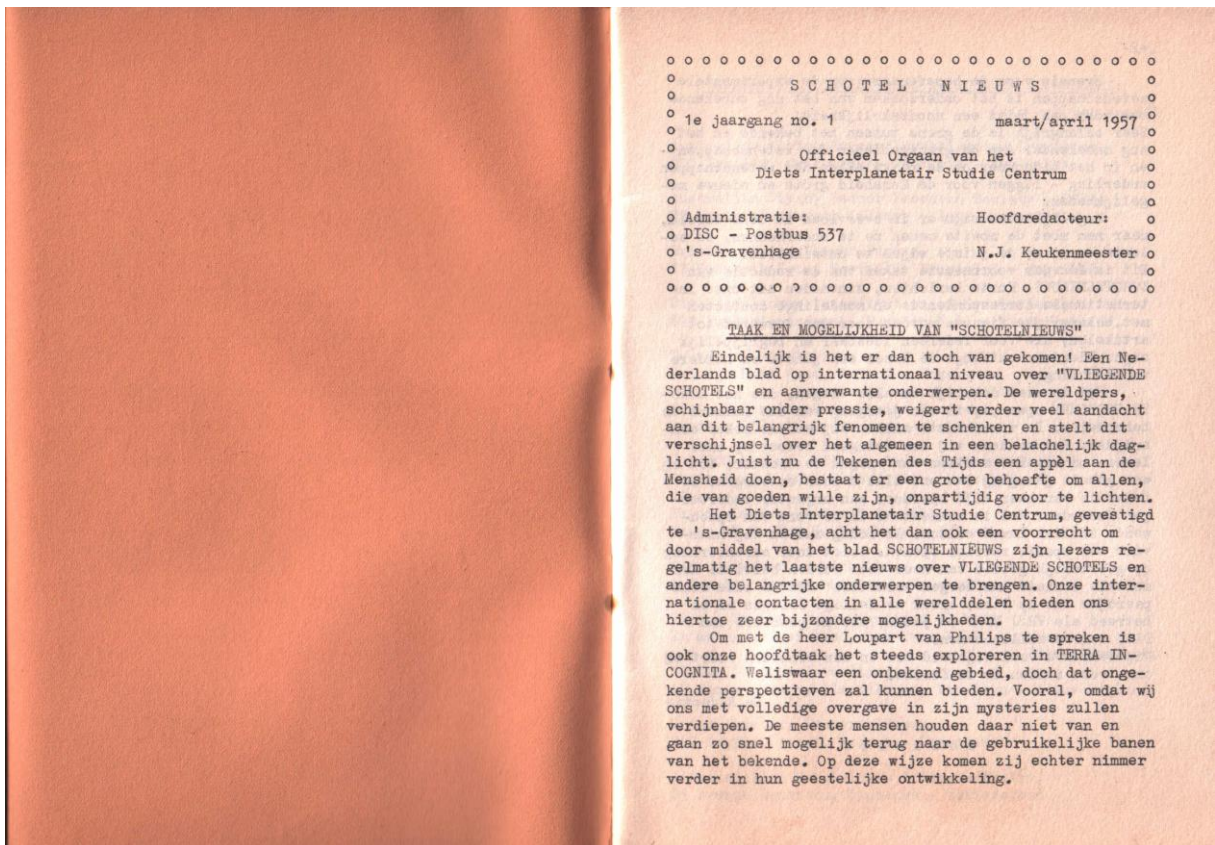 o o o o o o o o o o o o o o o o o o o o o o o o o o o o
S C H O T E L   N I E U W S
1e jaargang no. 1 maart/april 1957
Officieel Orgaan van het
Diets Interplanetair Studie Centrum
Administratie: Hoofdredacteur:
DISC - Postbus 537
's-Gravenhage N.J. Keukenmeester
o o o o o o o o o o o o o o o o o o o o o o o o o o o o
TAAK EN MOGELIJKHEID VAN "SCHOTELNIEUWS"
Eindelijk is het er dan toch van gekomen! Een Ne-
derlands blad op internationaal niveau over "VLIEGENDE
SCHOTELS" en aanverwante onderwerpen. De wereldpers,
schijnbaar onder pressie, weigert verder veel aandacht
aan dit belangrijk fenomeen te schenken en stelt dit
verschijnsel over het algemeen in een belachelijk dag-
licht. Juist nu de Tekenen des Tijds een appèl aan de
Mensheid doen, bestaat er een grote behoefte om allen,
die van goeden wille zijn, onpartijdig voor te lichten.
Het Diets Interplanetair Studie Centrum, gevestigd
te 's-Gravenhage, acht het dan ook een voorrecht om
door middel van het blad SCHOTELNIEUWS zijn lezers re-
gelmatig het laatste nieuws over VLIEGENDE SCHOTELS en
andere belangrijke onderwerpen te brengen. Onze inter-
nationale contacten in alle werelddelen bieden ons
hiertoe zeer bijzondere mogelijkheden.
Om met de heer Loupart van Philips te spreken is
ook onze hoofdtaak het steeds exploreren in TERRA IN-
COGNITA. Weliswaar een onbekend gebied, doch dat onge-
kende perspectieven zal kunnen bieden. Vooral, omdat wij
ons met volledige overgave in zijn mysteries zullen
verdiepen. De meeste mensen houden daar niet van en
gaan zo snel mogelijk terug naar de gebruikelijke banen
van het bekende. Op deze wijze komen zij echter nimmer
verder in hun geestelijke ontwikkeling.